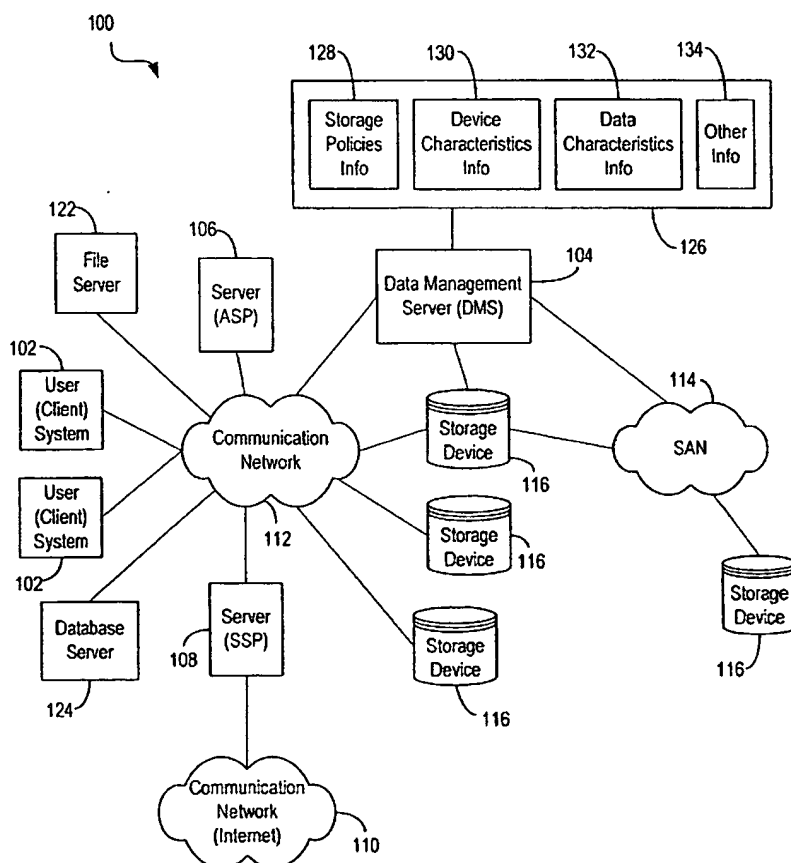 100
128
130
132
134
Storage
Policies
Info
Device
Characteristics
Info
Data
Characteristics
Info
Other
Info
126
122
File
Server
106
Server
(ASP)
104
Data Management
Server (DMS)
102
User
(Client)
System
114
SAN
Communication
Network
112
Storage
Device
116
User
(Client)
System
102
Storage
Device
116
Storage
Device
116
Database
Server
124
Server
(SSP)
108
Storage
Device
116
Communication
Network
(Internet)
110